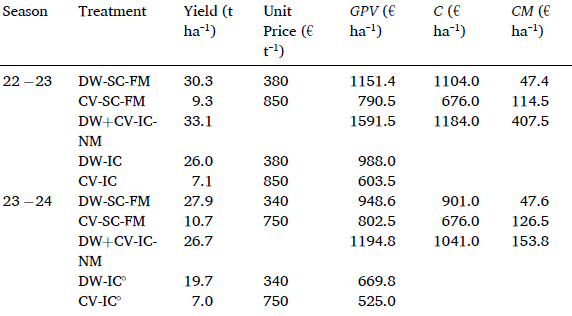 Season Treatment Yield (t ha⁻¹) Unit Price (€ t⁻¹) GPV (€ ha⁻¹) C (€ ha⁻¹) CM (€ ha⁻¹)
22 −23 DW-SC-FM 30.3 380 1151.4 1104.0 47.4
CV-SC-FM 9.3 850 790.5 676.0 114.5
DW+CV-IC-NM 33.1 1591.5 1184.0 407.5
DW-IC 26.0 380 988.0
CV-IC 7.1 850 603.5
23 −24 DW-SC-FM 27.9 340 948.6 901.0 47.6
CV-SC-FM 10.7 750 802.5 676.0 126.5
DW+CV-IC-NM 26.7 1194.8 1041.0 153.8
DW-IC° 19.7 340 669.8
CV-IC° 7.0 750 525.0